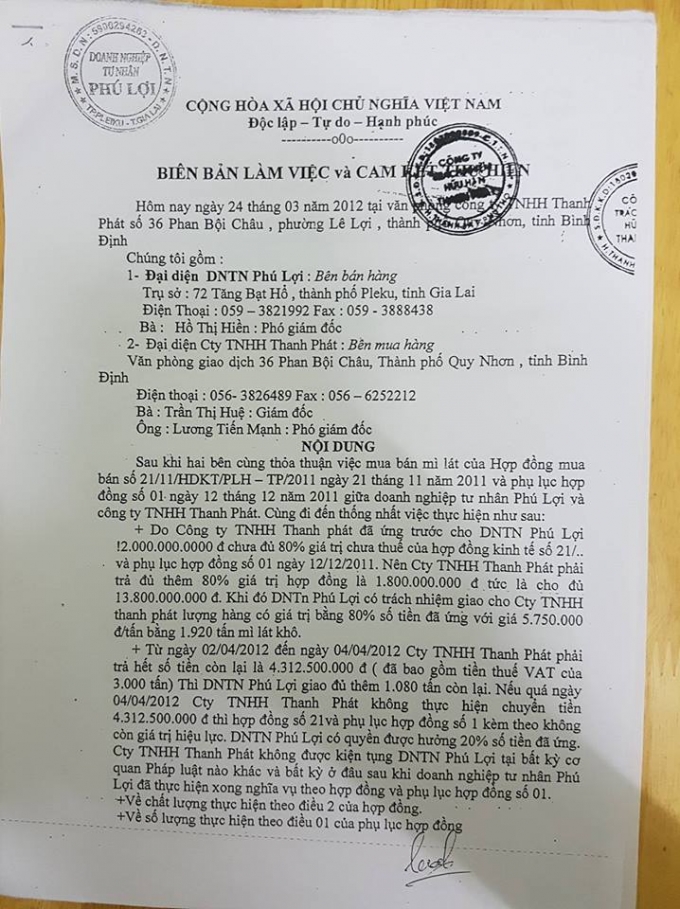 M.S.D.N: 5900294262 - D.N.T.N
DOANH NGHIỆP
TƯ NHÂN
PHÚ LỢI
TP.PLEIKU - T.GIA LAI
CỘNG HÒA XÃ HỘI CHỦ NGHĨA VIỆT NAM
Độc lập – Tự do – Hạnh phúc
-----------o0o-----------
CÔNG TY
HỮU HẠN
BIÊN BẢN LÀM VIỆC và CAM
Hôm nay ngày 24 tháng 03 năm 2012 tại văn công TNHH Thanh
Phát số 36 Phan Bội Châu , phường Lê Lợi , thành Nhơn, tỉnh Bình
Định
CÔ
TRÁC
HỮ
THA
H.THANH
Chúng tôi gồm :
1- Đại diện DNTN Phú Lợi : Bên bán hàng
Trụ sở : 72 Tăng Bạt Hổ , thành phố Pleku, tỉnh Gia Lai
Điện Thoại : 059 – 3821992 Fax : 059 - 3888438
Bà : Hồ Thị Hiền : Phó giám đốc
2- Đại diện Cty TNHH Thanh Phát : Bên mua hàng
Văn phòng giao dịch 36 Phan Bội Châu, Thành phố Quy Nhơn , tỉnh Bình
Định
Điện thoại : 056- 3826489 Fax : 056 – 6252212
Bà : Trần Thị Huệ : Giám đốc
Ông : Lương Tiến Mạnh : Phó giám đốc
NỘI DUNG
Sau khi hai bên cùng thỏa thuận việc mua bán mì lát của Hợp đồng mua
bán số 21/11/HDKT/PLH – TP/2011 ngày 21 tháng 11 năm 2011 và phụ lục hợp
đồng số 01 ngày 12 tháng 12 năm 2011 giữa doanh nghiệp tư nhân Phú Lợi và
công ty TNHH Thanh Phát. Cùng đi đến thống nhất việc thực hiện như sau:
+ Do Công ty TNHH Thanh phát đã ứng trước cho DNTN Phú Lợi
!2.000.000.0000 đ chưa đủ 80% giá trị chưa thuế của hợp đồng kinh tế số 21/..
và phụ lục hợp đồng số 01 ngày 12/12/2011. Nên Cty TNHH Thanh Phát phải
trả đủ thêm 80% giá trị hợp đồng là 1.800.000.000 đ tức là cho đủ
13.800.000.000 đ. Khi đó DNTn Phú Lợi có trách nhiệm giao cho Cty TNHH
thanh phát lượng hàng có giá trị bằng 80% số tiền đã ứng với giá 5.750.000
đ/tấn bằng 1.920 tấn mì lát khô.
+ Từ ngày 02/04/2012 đến ngày 04/04/2012 Cty TNHH Thanh Phát phải
trả hết số tiền còn lại là 4.312.500.000 đ ( đã bao gồm tiền thuế VAT của
3.000 tấn) Thì DNTN Phú Lợi giao đủ thêm 1.080 tấn còn lại. Nếu quá ngày
04/04/2012 Cty TNHH Thanh Phát không thực hiện chuyển tiền
4.312.500.000 đ thì hợp đồng số 21và phụ lục hợp đồng số 1 kèm theo không
còn giá trị hiệu lực. DNTN Phú Lợi có quyền được hưởng 20% số tiền đã ứng.
Cty TNHH Thanh Phát không được kiện tụng DNTN Phú Lợi tại bất kỳ cơ
quan Pháp luật nào khác và bất kỳ ở đâu sau khi doanh nghiệp tư nhân Phú
Lợi đã thực hiện xong nghĩa vụ theo hợp đồng và phụ lục hợp đồng số 01.
+Về chất lượng thực hiện theo điều 2 của hợp đồng.
+Về số lượng thực hiện theo điều 01 của phụ lục hợp đồng